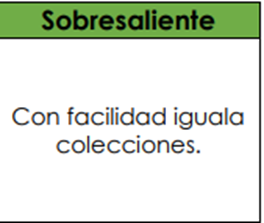 Sobresaliente
Con facilidad iguala
colecciones.